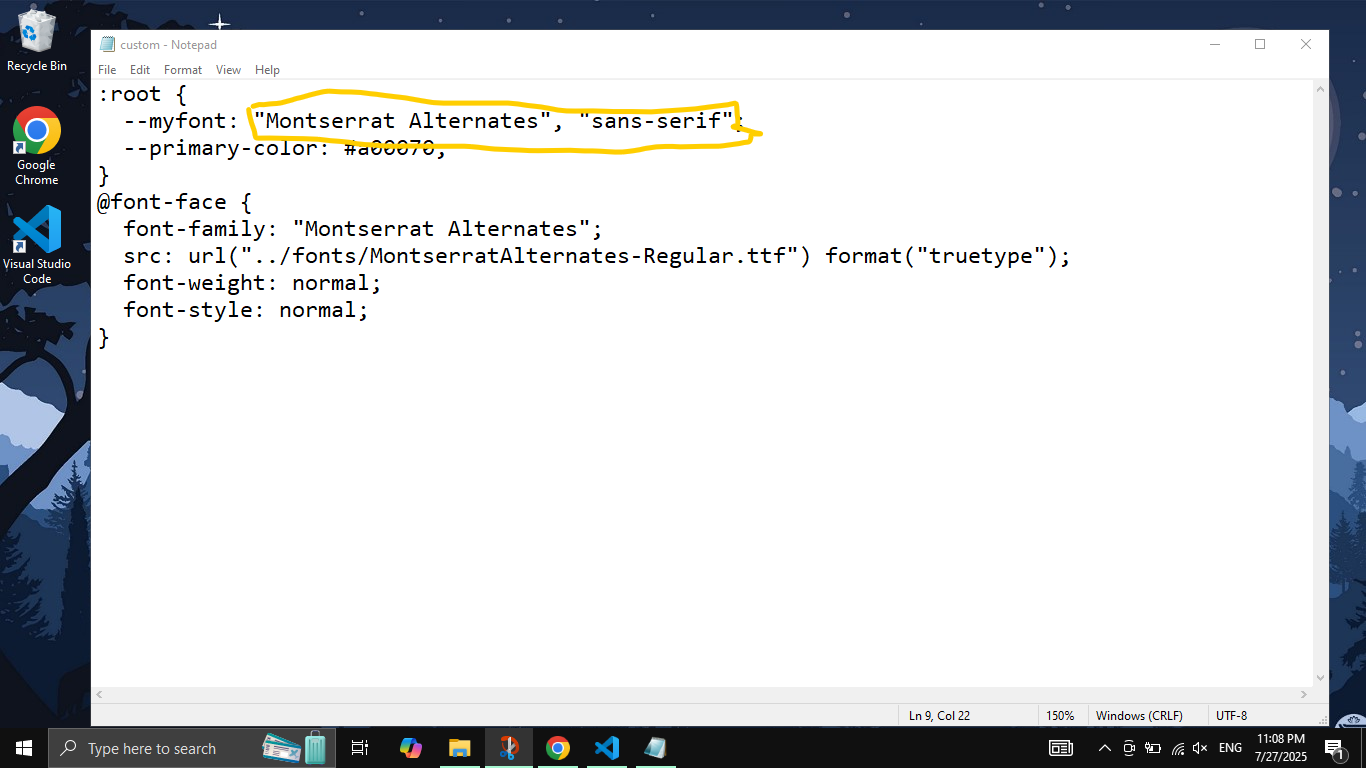 Recycle Bin
Google
Chrome
Visual Studio
Code
custom - Notepad
File Edit Format View Help
:root {
--myfont: "Montserrat Alternates", "sans-serif";
--primary-color: #a00070;
}
@font-face {
font-family: "Montserrat Alternates";
src: url("../fonts/MontserratAlternates-Regular.ttf") format("truetype");
font-weight: normal;
font-style: normal;
}
Ln 9, Col 22 150% Windows (CRLF) UTF-8
Type here to search
ENG
11:08 PM
7/27/2025
1